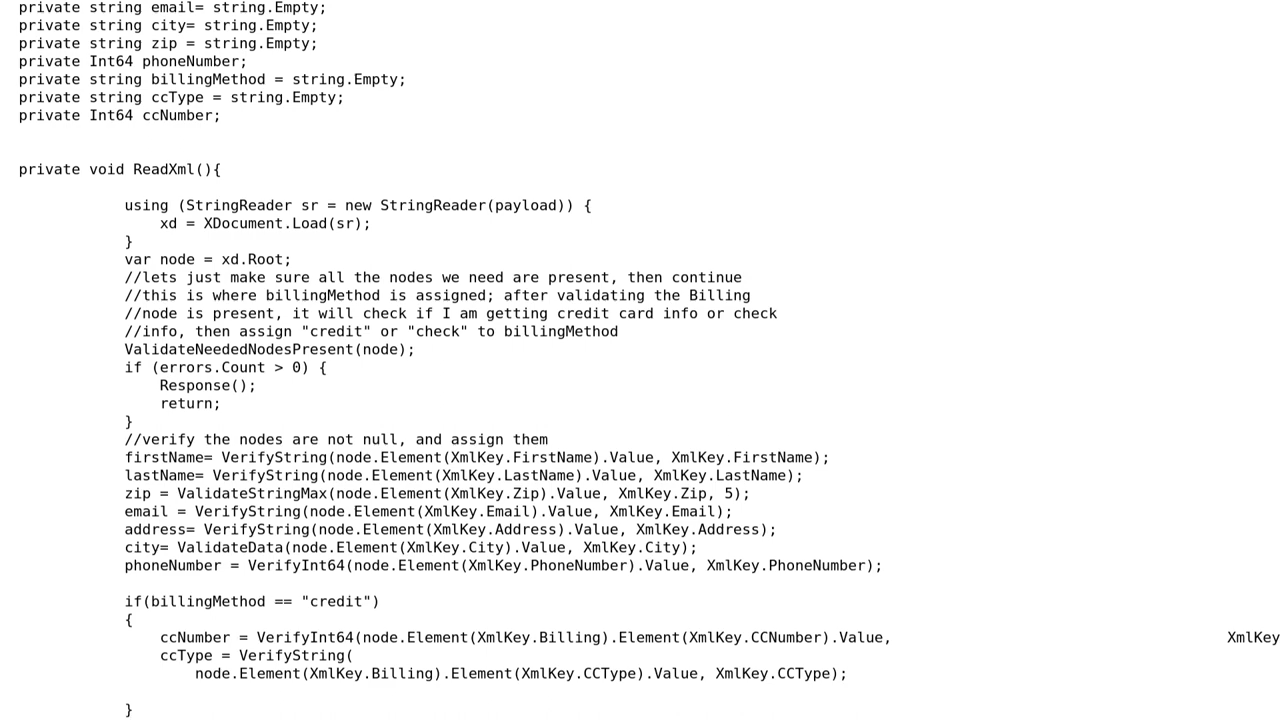 private string email= string.Empty;
private string city= string.Empty;
private string zip = string.Empty;
private Int64 phoneNumber;
private string billingMethod = string.Empty;
private string ccType = string.Empty;
private Int64 ccNumber;
private void ReadXml(){
using (StringReader sr = new StringReader(payload)) {
xd = XDocument.Load(sr);
}
var node = xd.Root;
//lets just make sure all the nodes we need are present, then continue
//this is where billingMethod is assigned; after validating the Billing
//node is present, it will check if I am getting credit card info or check
//info, then assign "credit" or "check" to billingMethod
ValidateNeededNodesPresent(node);
if (errors.Count > 0) {
Response();
return;
}
//verify the nodes are not null, and assign them
firstName= VerifyString(node.Element(XmlKey.FirstName).Value, XmlKey.FirstName);
lastName= VerifyString(node.Element(XmlKey.LastName).Value, XmlKey.LastName);
zip = ValidateStringMax(node.Element(XmlKey.Zip).Value, XmlKey.Zip, 5);
email = VerifyString(node.Element(XmlKey.Email).Value, XmlKey.Email);
address= VerifyString(node.Element(XmlKey.Address).Value, XmlKey.Address);
city= ValidateData(node.Element(XmlKey.City).Value, XmlKey.City);
phoneNumber = VerifyInt64(node.Element(XmlKey.PhoneNumber).Value, XmlKey.PhoneNumber);
if(billingMethod == "credit")
{
ccNumber = VerifyInt64(node.Element(XmlKey.Billing).Element(XmlKey.CCNumber).Value, XmlKey
ccType = VerifyString(
node.Element(XmlKey.Billing).Element(XmlKey.CCType).Value, XmlKey.CCType);
}